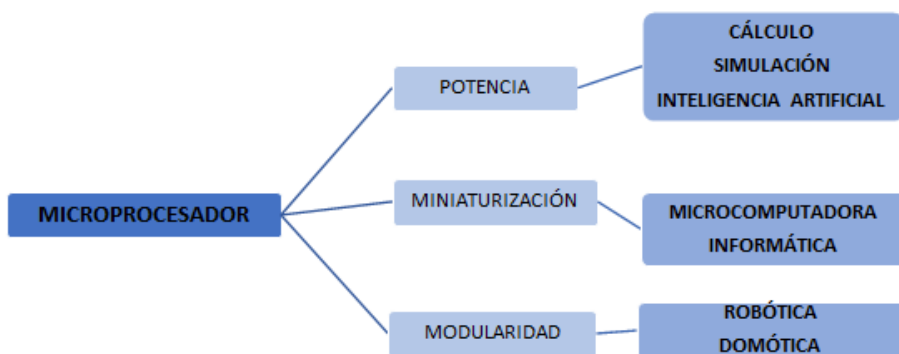 MICROPROCESADOR
POTENCIA
CÁLCULO
SIMULACIÓN
INTELIGENCIA ARTIFICIAL
MINIATURIZACIÓN
MICROCOMPUTADORA
INFORMÁTICA
MODULARIDAD
ROBÓTICA
DOMÓTICA